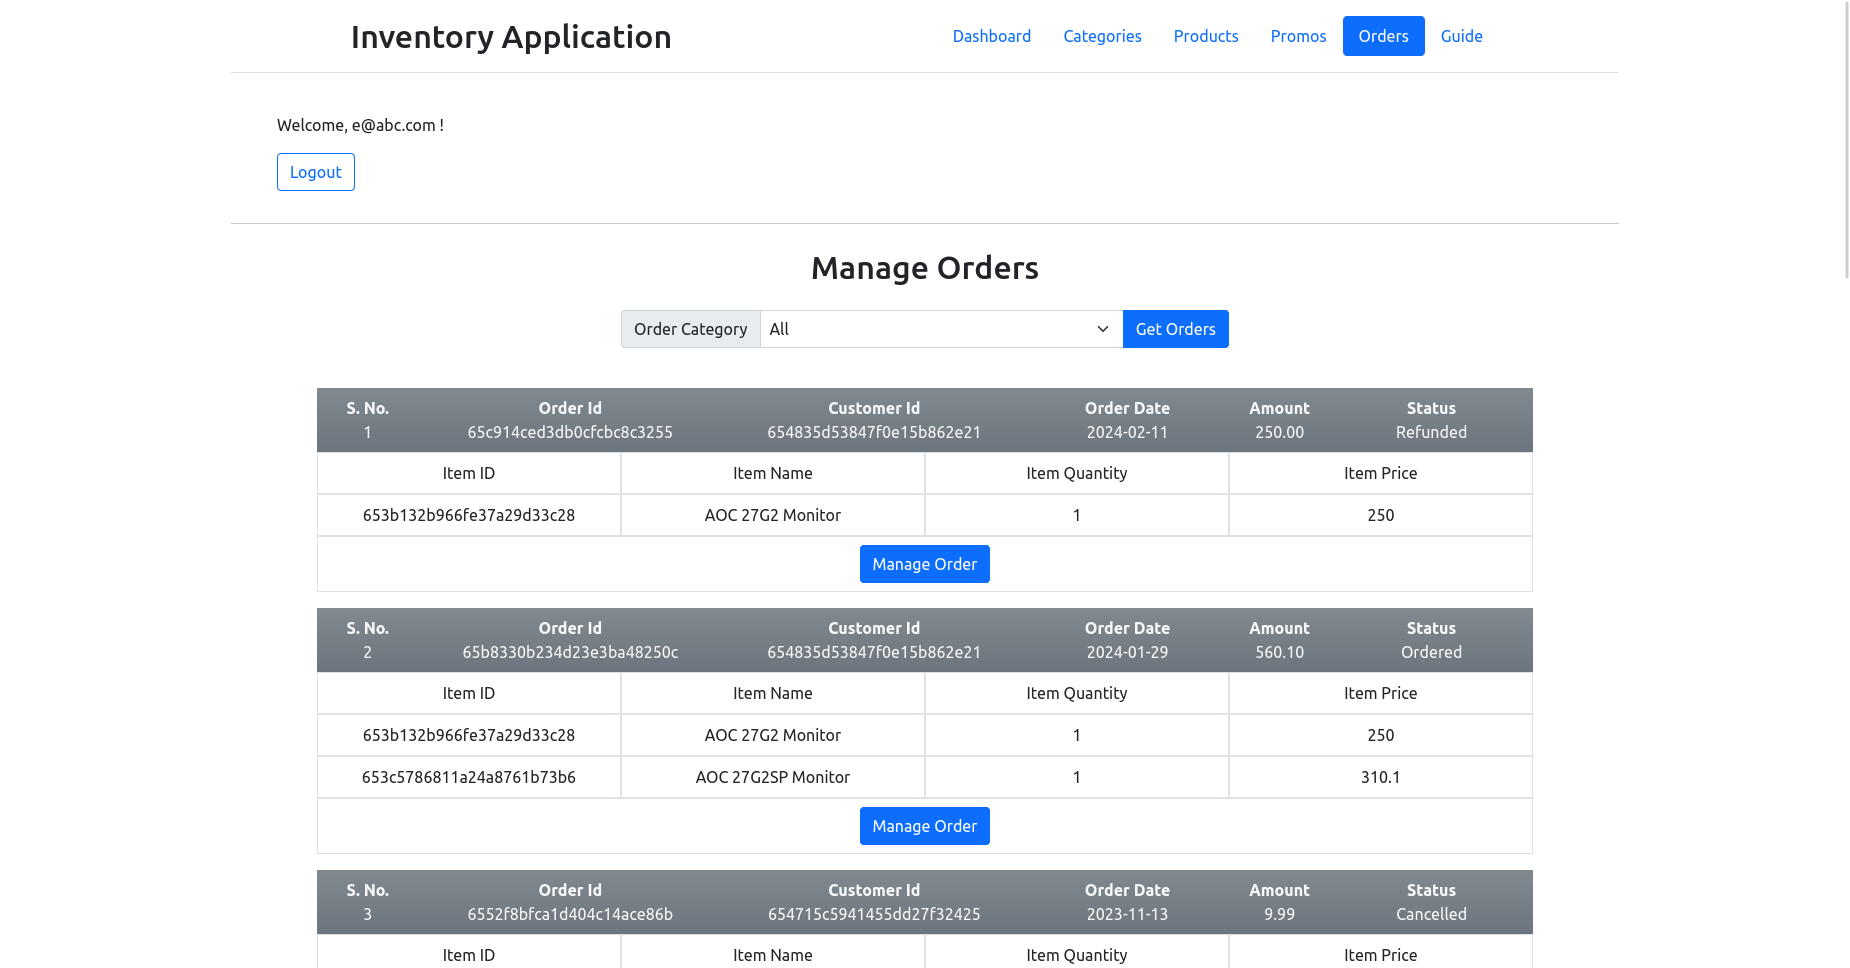 Inventory Application
Dashboard Categories Products Promos Orders Guide
Welcome, e@abc.com !
Logout
Manage Orders
Order Category All Get Orders
S. No. Order Id Customer Id Order Date Amount Status
1 65c914ced3db0cfcbc8c3255 654835d53847f0e15b862e21 2024-02-11 250.00 Refunded
Item ID Item Name Item Quantity Item Price
653b132b966fe37a29d33c28 AOC 27G2 Monitor 1 250
Manage Order
S. No. Order Id Customer Id Order Date Amount Status
2 65b8330b234d23e3ba48250c 654835d53847f0e15b862e21 2024-01-29 560.10 Ordered
Item ID Item Name Item Quantity Item Price
653b132b966fe37a29d33c28 AOC 27G2 Monitor 1 250
653c5786811a24a8761b73b6 AOC 27G2SP Monitor 1 310.1
Manage Order
S. No. Order Id Customer Id Order Date Amount Status
3 6552f8bfca1d404c14ace86b 654715c5941455dd27f32425 2023-11-13 9.99 Cancelled
Item ID Item Name Item Quantity Item Price